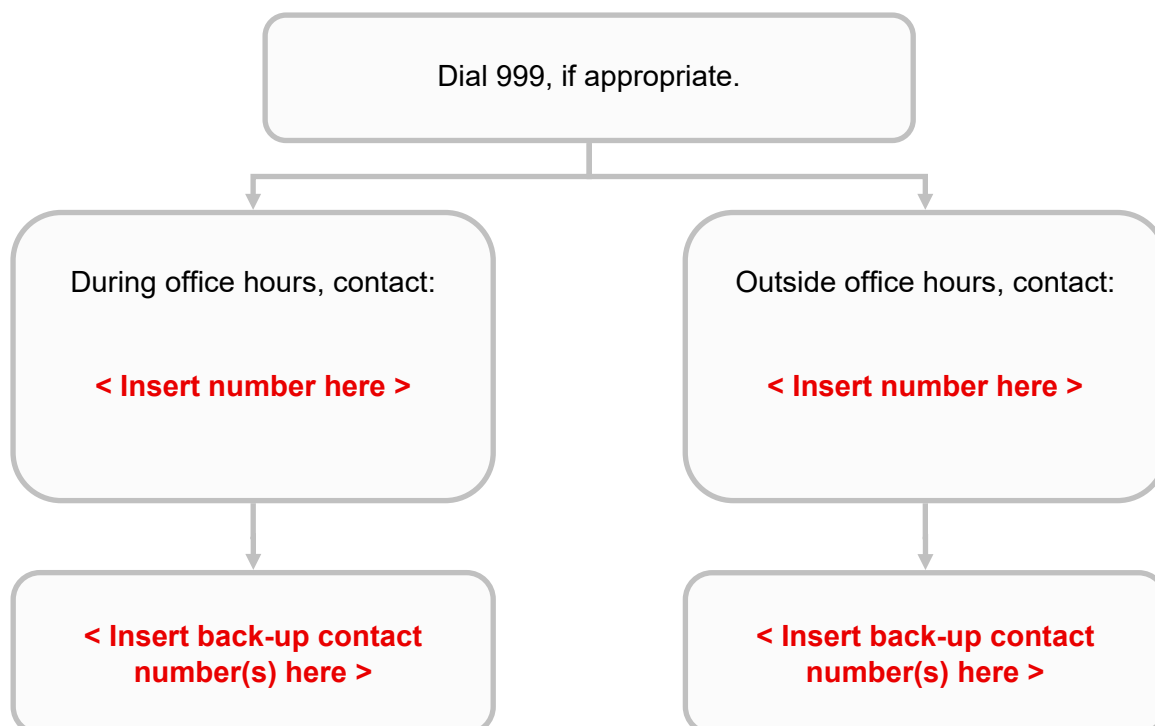 Dial 999, if appropriate.
During office hours, contact:
< Insert number here >
Outside office hours, contact:
< Insert number here >
< Insert back-up contact
number(s) here >
< Insert back-up contact
number(s) here >